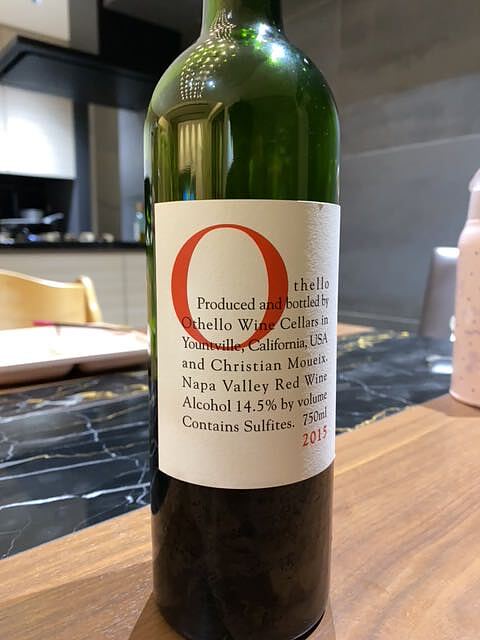 Othello
Produced and bottled by
Othello Wine Cellars in
Yountville, California, USA
and Christian Moueix.
Napa Valley Red Wine
Alcohol 14.5% by volume
Contains Sulfites. 750ml
2015